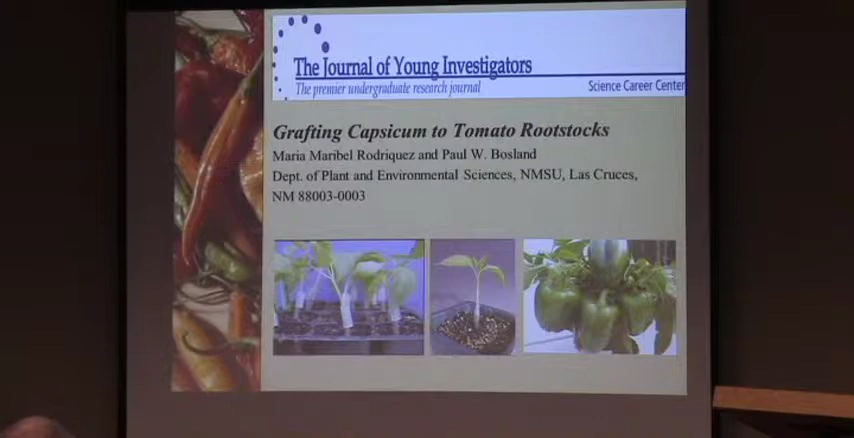 The Journal of Young Investigators
The premier undergraduate research journal
Science Career Center
Grafting Capsicum to Tomato Rootstocks
Maria Maribel Rodriquez and Paul W. Bosland
Dept. of Plant and Environmental Sciences, NMSU, Las Cruces,
NM 88003-0003